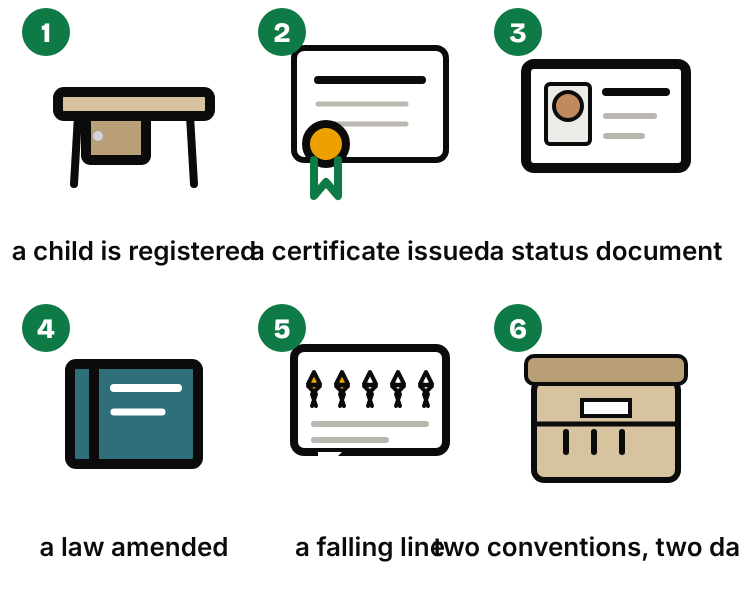 1
2
3
a child is registered
a certificate issued
a status document
4
5
6
a law amended
a falling line
two conventions, two da